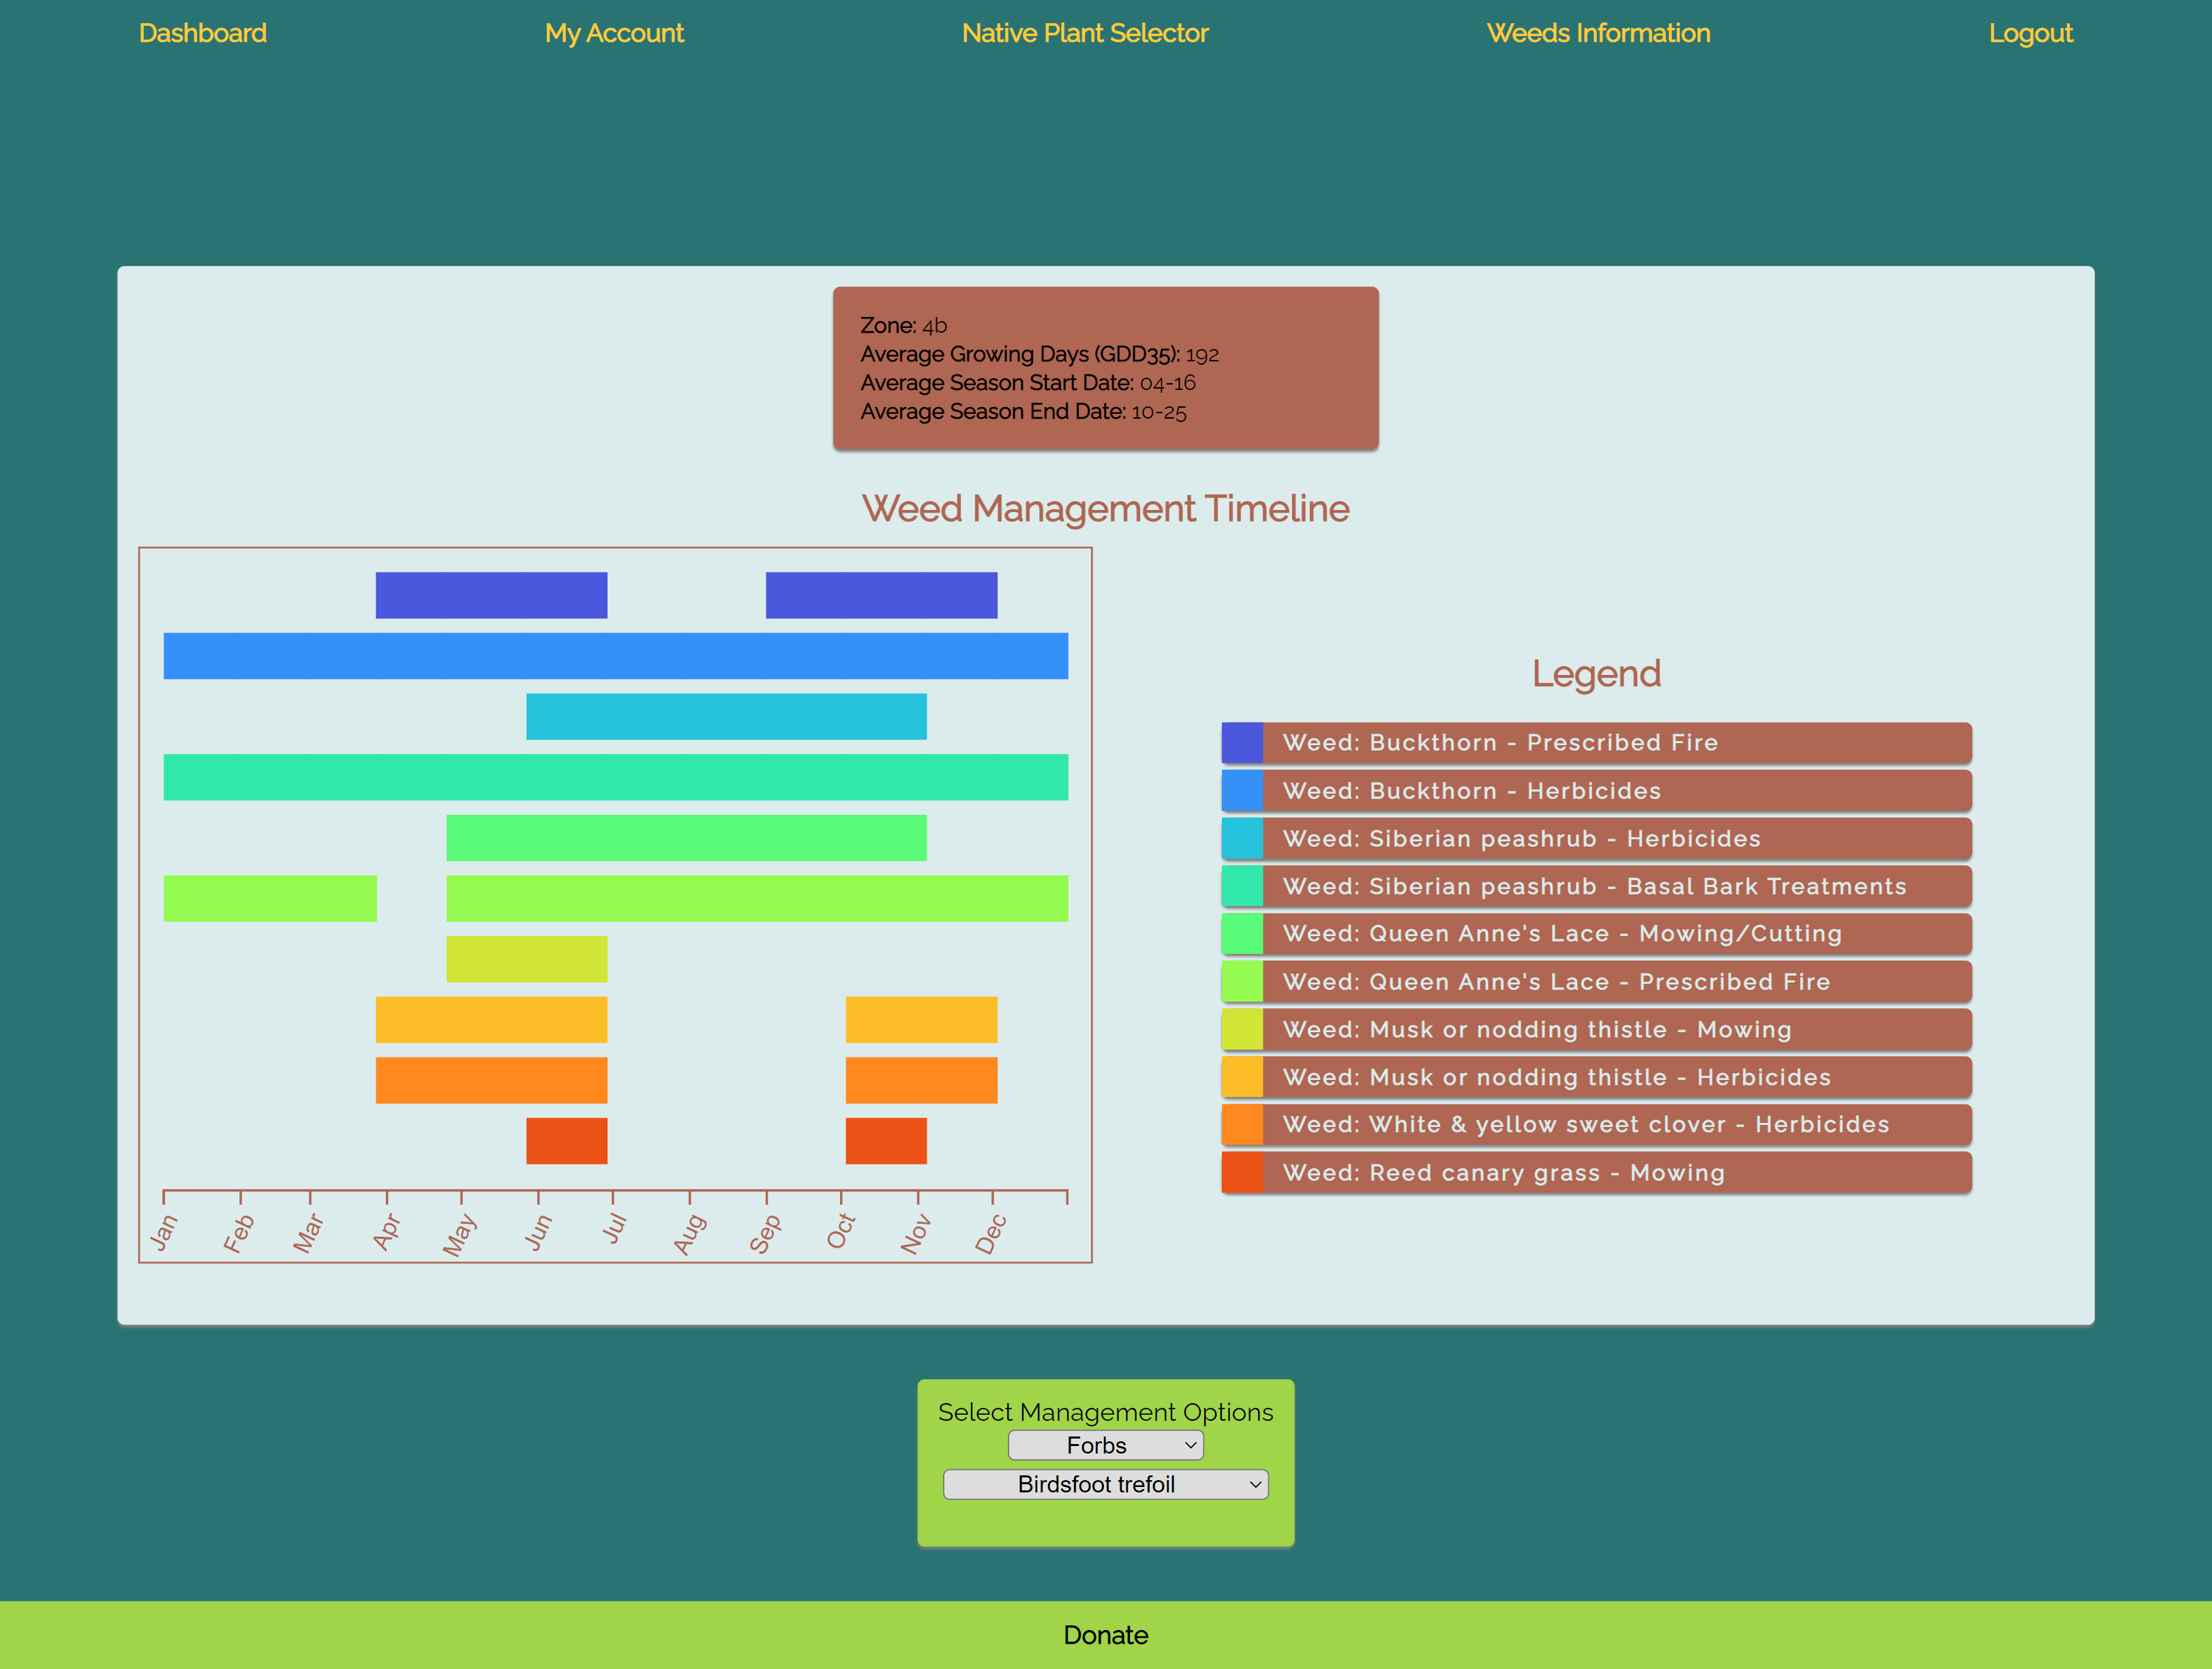 Dashboard
My Account
Native Plant Selector
Weeds Information
Logout
Zone: 4b
Average Growing Days (GDD35): 192
Average Season Start Date: 04-16
Average Season End Date: 10-25
Weed Management Timeline
Jan
Feb
Mar
Apr
May
Jun
Jul
Aug
Sep
Oct
Nov
Dec
Legend
Weed: Buckthorn - Prescribed Fire
Weed: Buckthorn - Herbicides
Weed: Siberian peashrub - Herbicides
Weed: Siberian peashrub - Basal Bark Treatments
Weed: Queen Anne's Lace - Mowing/Cutting
Weed: Queen Anne's Lace - Prescribed Fire
Weed: Musk or nodding thistle - Mowing
Weed: Musk or nodding thistle - Herbicides
Weed: White & yellow sweet clover - Herbicides
Weed: Reed canary grass - Mowing
Select Management Options
Forbs
Birdsfoot trefoil
Donate